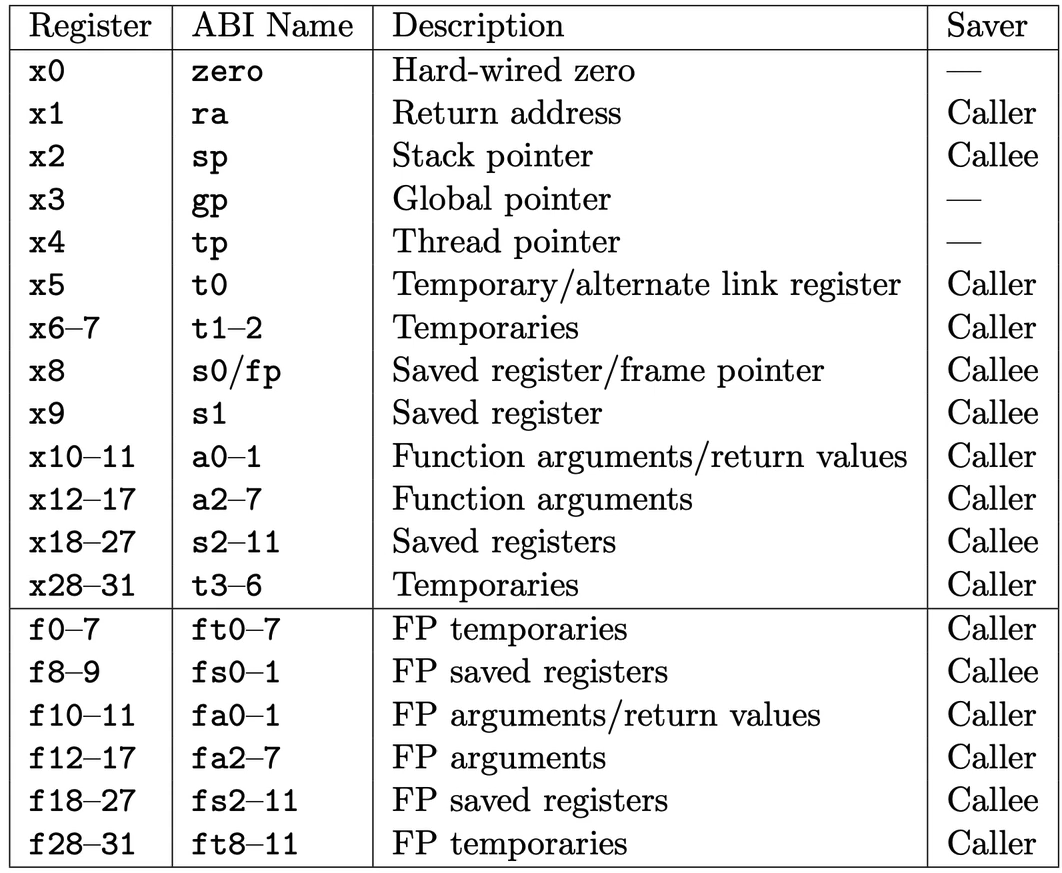 Register ABI Name Description Saver
x0 zero Hard-wired zero —
x1 ra Return address Caller
x2 sp Stack pointer Callee
x3 gp Global pointer —
x4 tp Thread pointer —
x5 t0 Temporary/alternate link register Caller
x6–7 t1–2 Temporaries Caller
x8 s0/fp Saved register/frame pointer Callee
x9 s1 Saved register Callee
x10–11 a0–1 Function arguments/return values Caller
x12–17 a2–7 Function arguments Caller
x18–27 s2–11 Saved registers Callee
x28–31 t3–6 Temporaries Caller
f0–7 ft0–7 FP temporaries Caller
f8–9 fs0–1 FP saved registers Callee
f10–11 fa0–1 FP arguments/return values Caller
f12–17 fa2–7 FP arguments Caller
f18–27 fs2–11 FP saved registers Callee
f28–31 ft8–11 FP temporaries Caller